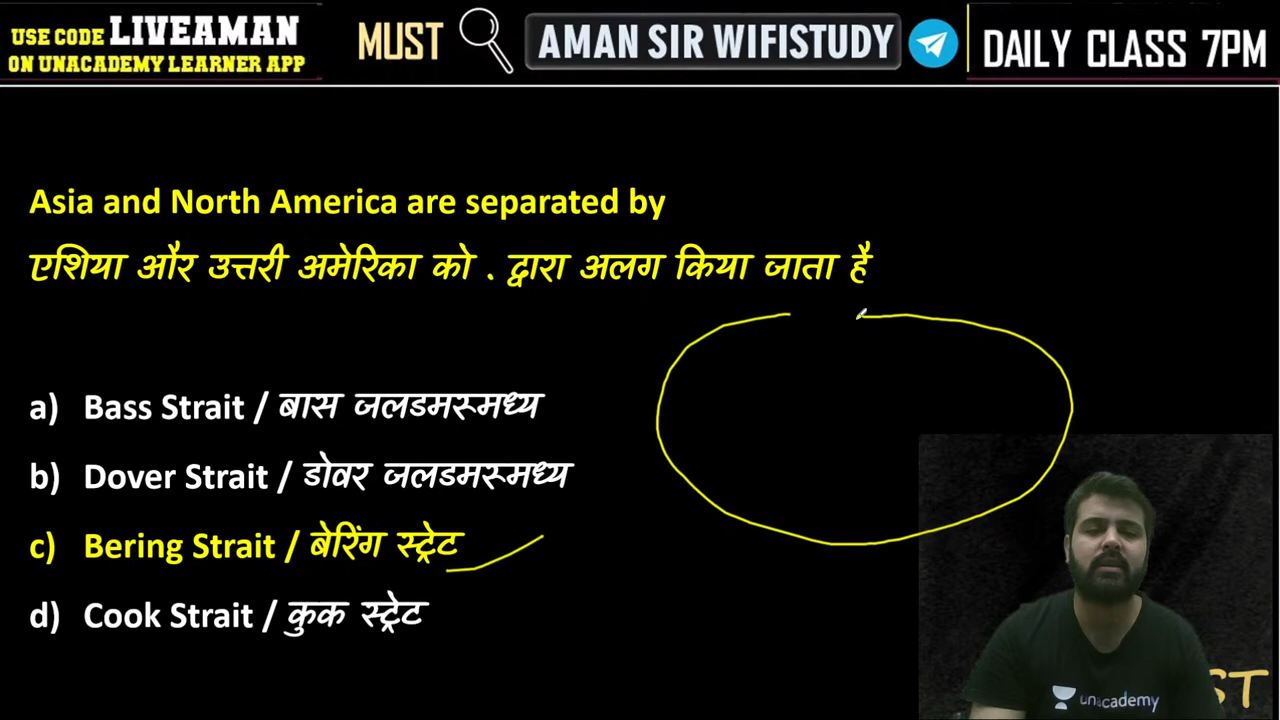 USE CODE LIVEAMAN
ON UNACADEMY LEARNER APP
MUST
AMAN SIR WIFISTUDY
DAILY CLASS 7PM
Asia and North America are separated by
एशिया और उत्तरी अमेरिका को . द्वारा अलग किया जाता है
a) Bass Strait / बास जलडमरूमध्य
b) Dover Strait / डोवर जलडमरूमध्य
c) Bering Strait / बेरिंग स्ट्रेट
d) Cook Strait / कुक स्ट्रेट
unacademy
ST